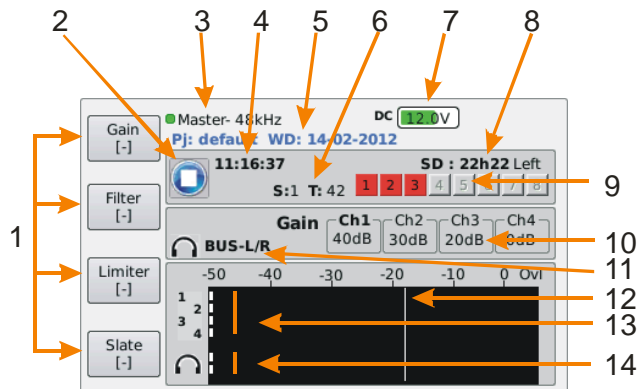 2 3 4 5 6 7 8
Master- 48kHz DC 12.0V
Pj: default WD: 14-02-2012
Gain
[-]
11:16:37 SD : 22h22 Left
S:1 T: 42 1 2 3 4 5 7 8
9
Filter
[-]
1
Gain Ch1 Ch2 Ch3 Ch4
40dB 30dB 20dB 0dB
10
BUS-L/R
11
-50 -40 -30 -20 -10 0 Ovl
Limiter
[-]
12
1
2
3
4
13
Slate
[-]
14